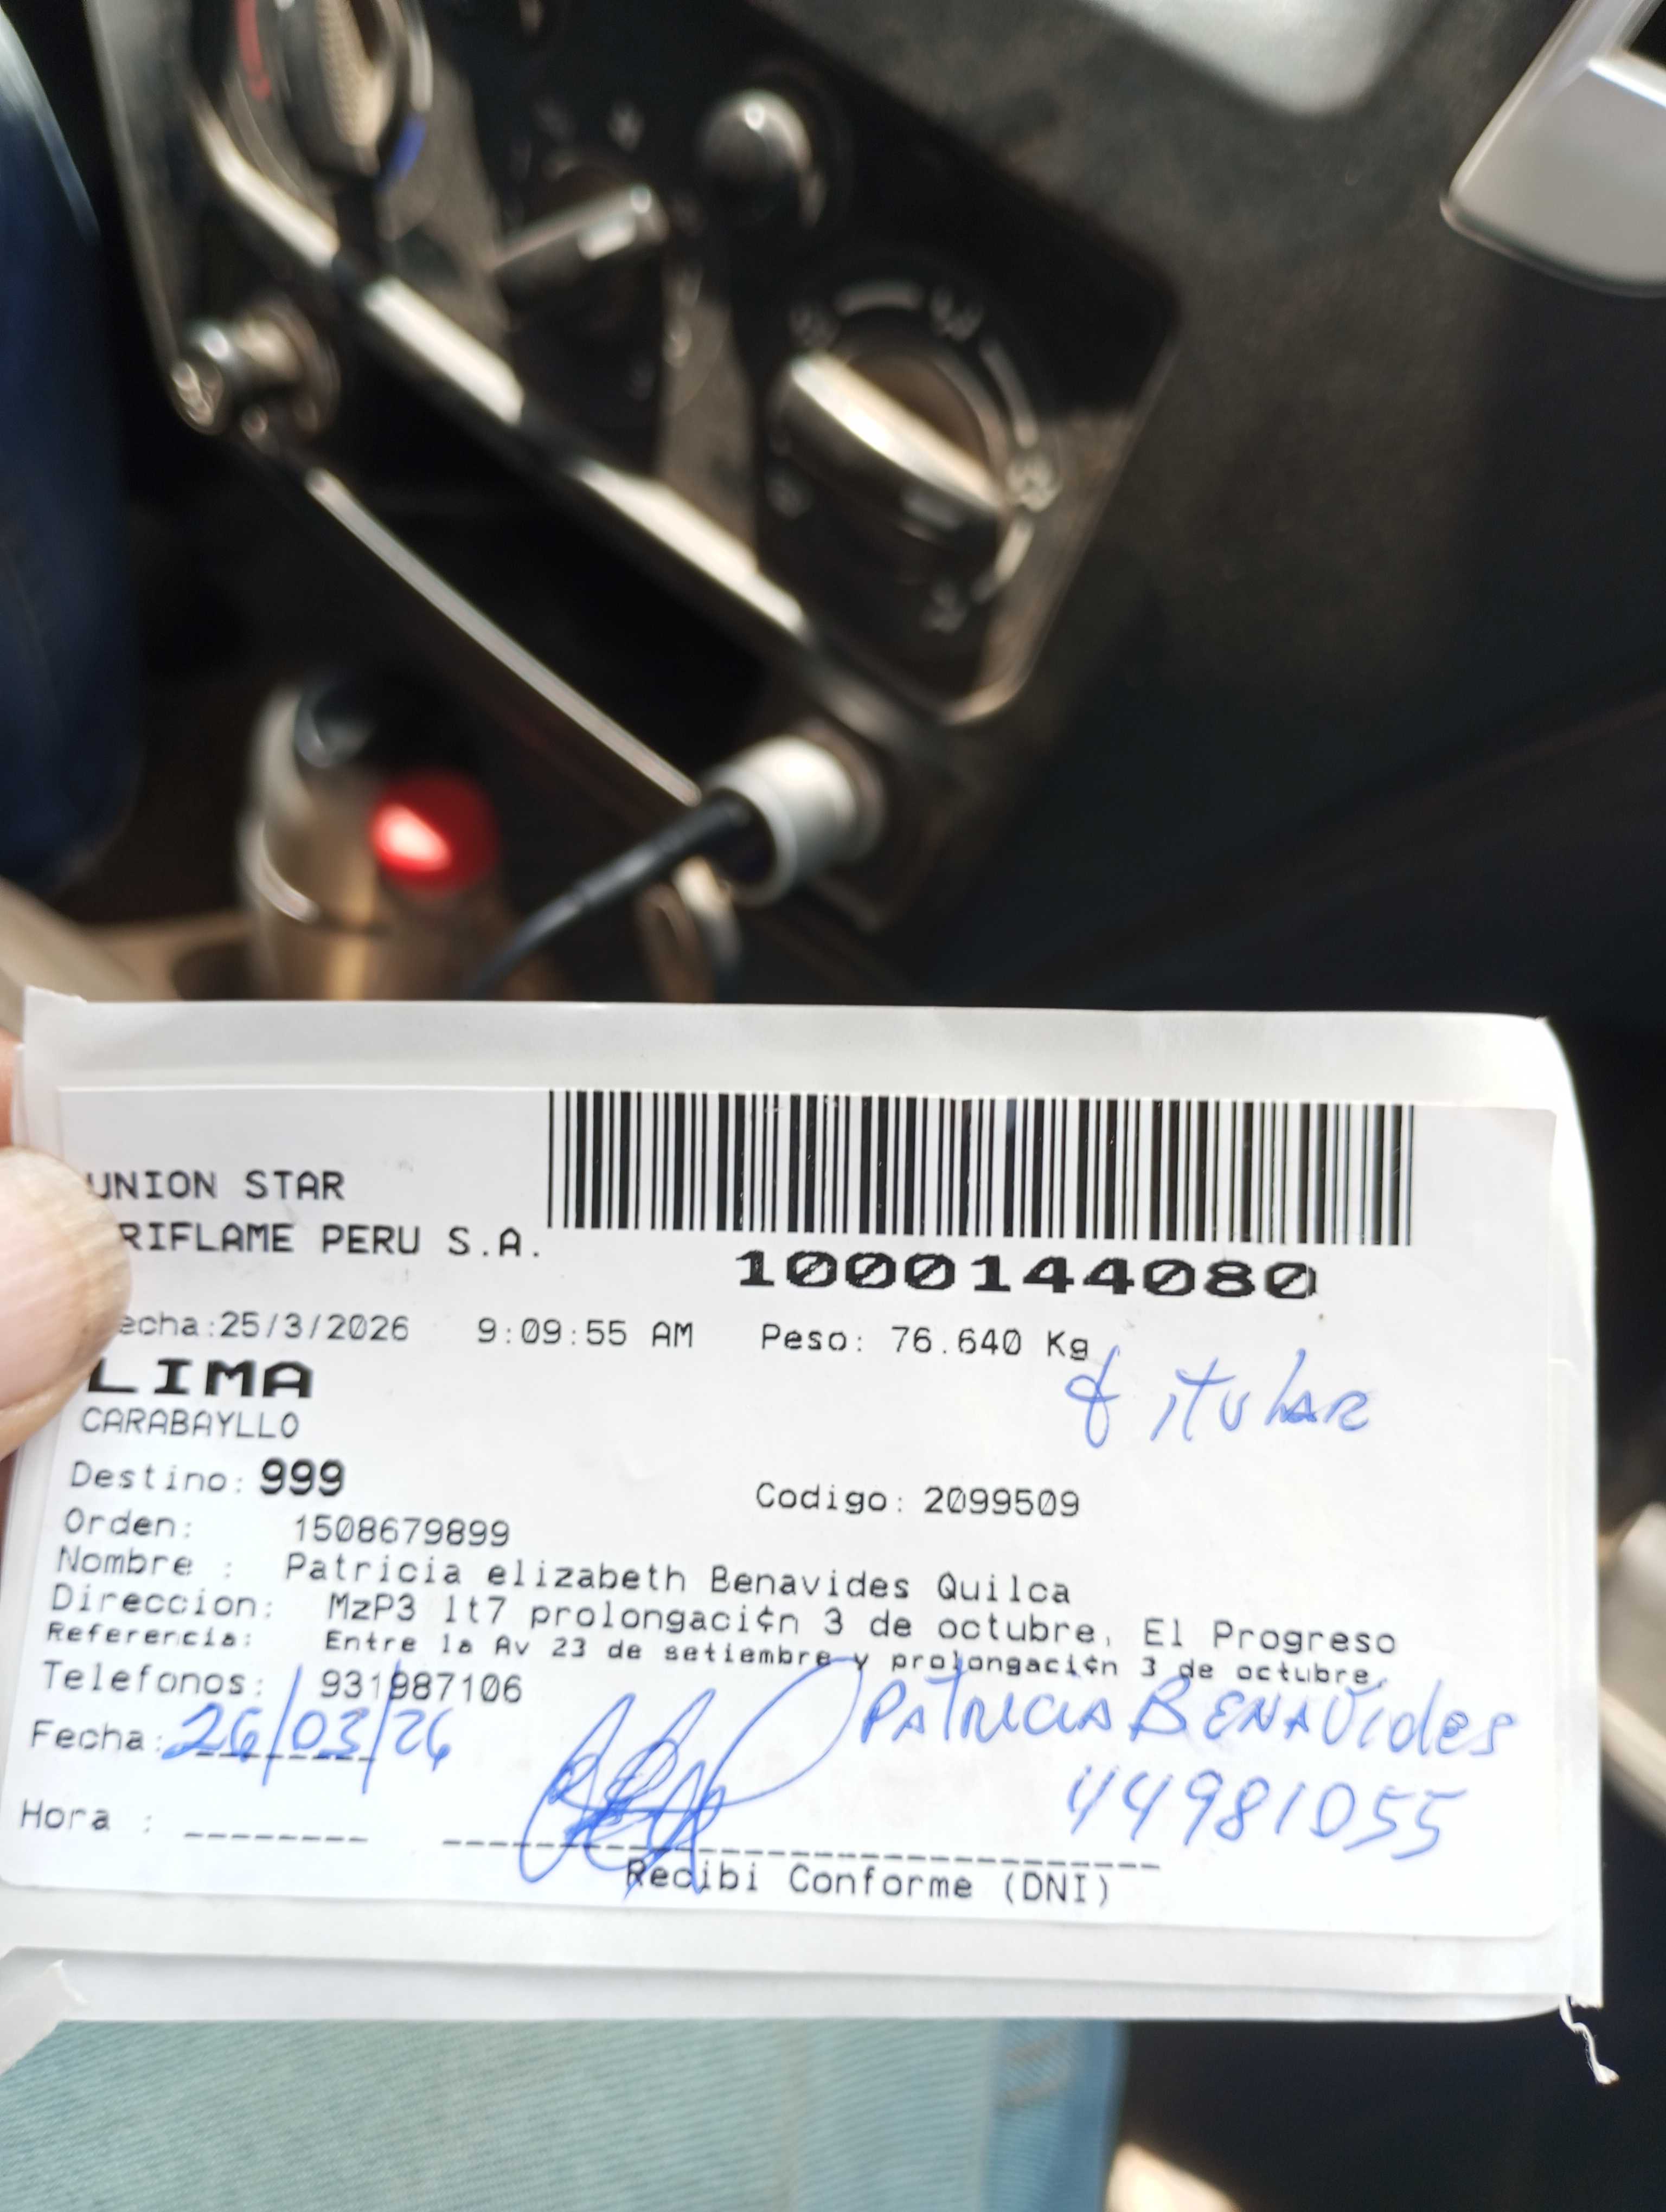 UNION STAR
RIFLAME PERU S.A.
1000144080
echa:25/3/2026 9:09:55 AM Peso: 76.640 Kg
LIMA
titular
CARABAYLLO
Destino: 999
Codigo: 2099509
Orden: 1508679899
Nombre : Patricia elizabeth Benavides Quilca
Direccion: MzP3 lt7 prolongaci¢n 3 de octubre, El Progreso
Referencia: Entre la Av 23 de setiembre y prolongaci¢n 3 de octubre,
Telefonos: 931987106
PATRICIA BENAVides
Fecha: 26/03/26
44981055
Hora :
Recibi Conforme (DNI)